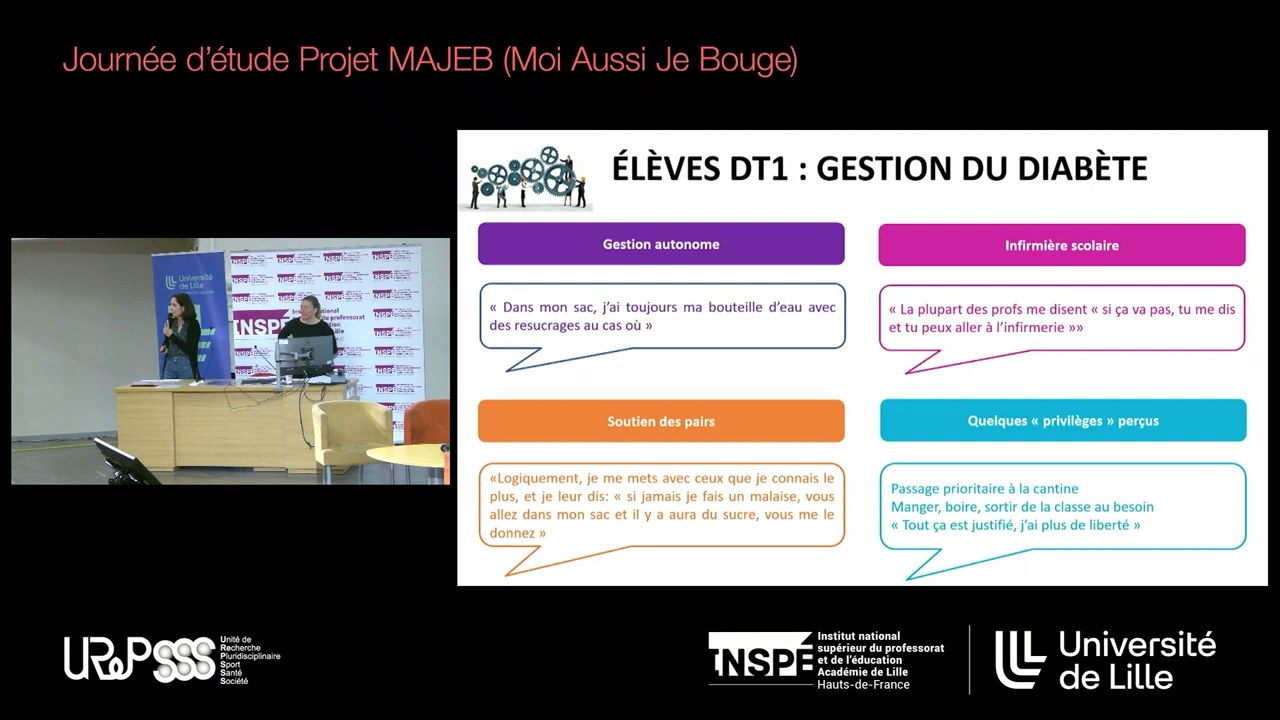 Journée d'étude Projet MAJEB (Moi Aussi Je Bouge)
ÉLÈVES DT1 : GESTION DU DIABÈTE
Gestion autonome
« Dans mon sac, j'ai toujours ma bouteille d'eau avec
des resucrages au cas où »
Infirmière scolaire
« La plupart des profs me disent « si ça va pas, tu me dis
et tu peux aller à l'infirmerie »»
Soutien des pairs
«Logiquement, je me mets avec ceux que je connais le
plus, et je leur dis: « si jamais je fais un malaise, vous
allez dans mon sac et il y aura du sucre, vous me le
donnez »
Quelques « privilèges » perçus
Passage prioritaire à la cantine
Manger, boire, sortir de la classe au besoin
« Tout ça est justifié, j'ai plus de liberté »
Université
de Lille
INSPÉ
URePSSS
Unité de
Recherche
Pluridisciplinaire
Sport
Santé
Société
INSPÉ
Institut national
supérieur du professorat
et de l'éducation
Académie de Lille
Hauts-de-France
Université
de Lille